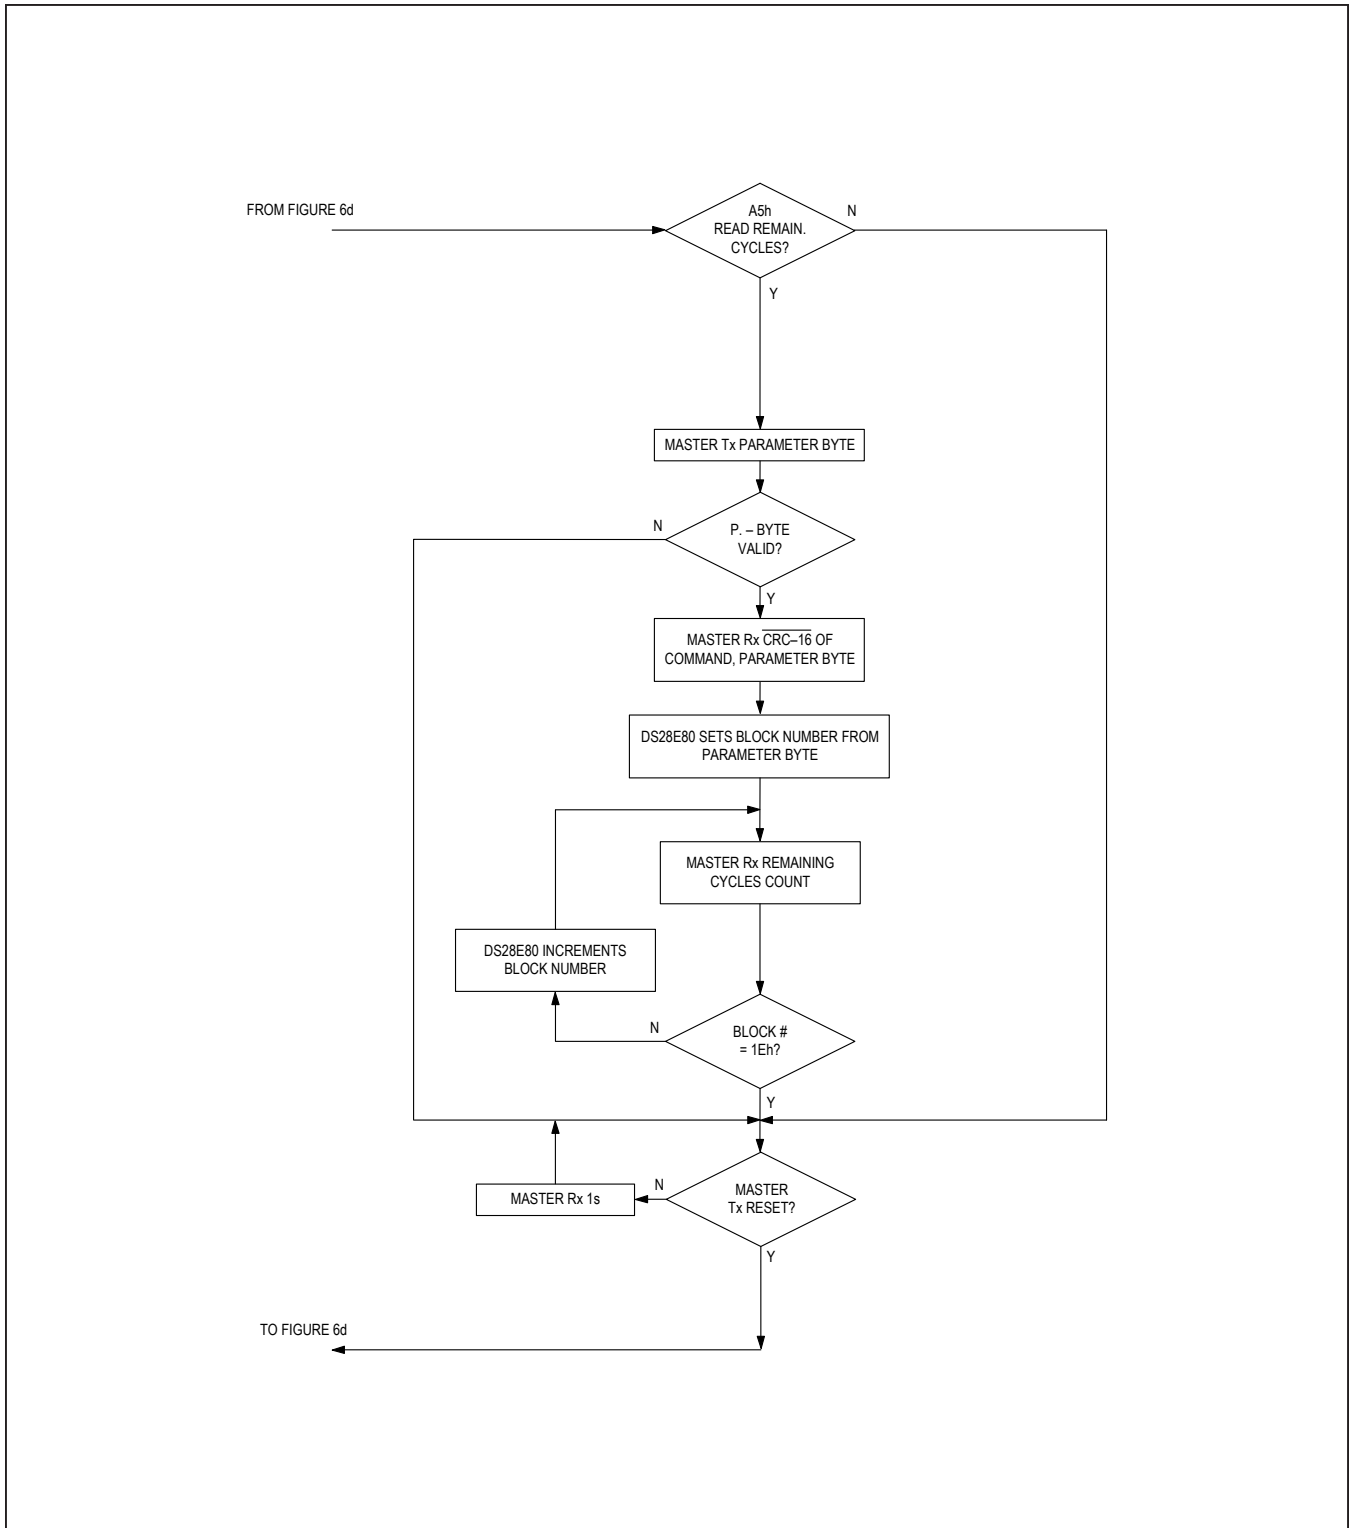 FROM FIGURE 6d
A5h
READ REMAIN.
CYCLES?
N
Y
MASTER Tx PARAMETER BYTE
N
P. – BYTE
VALID?
Y
MASTER Rx CRC–16 OF
COMMAND, PARAMETER BYTE
DS28E80 SETS BLOCK NUMBER FROM
PARAMETER BYTE
MASTER Rx REMAINING
CYCLES COUNT
DS28E80 INCREMENTS
BLOCK NUMBER
N
BLOCK #
= 1Eh?
Y
MASTER Rx 1s
N
MASTER
Tx RESET?
Y
TO FIGURE 6d